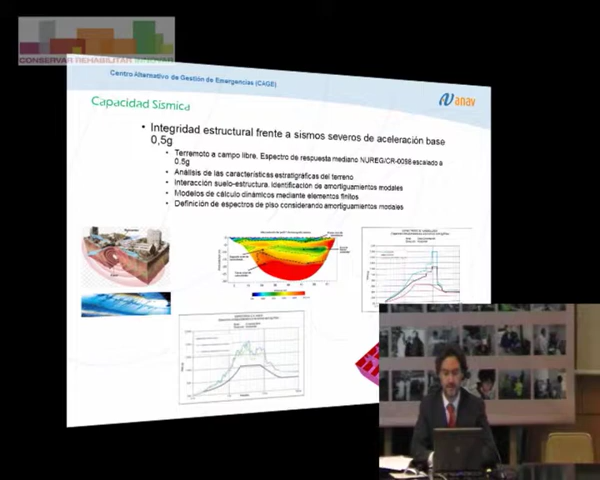 CONSERVAR REHABILITAR INNOVAR
Centro Alternativo de Gestión de Emergencias (CAGE)
anav
Capacidad Sísmica
• Integridad estructural frente a sismos severos de aceleración base
0,5g
• Terremoto a campo libre. Espectro de respuesta mediano NUREG/CR-0098 escalado a
0.5g
• Análisis de las características estratigráficas del terreno
• Interacción suelo-estructura. Identificación de amortiguamientos modales
• Modelos de cálculo dinámicos mediante elementos finitos
• Definición de espectros de piso considerando amortiguamientos modales